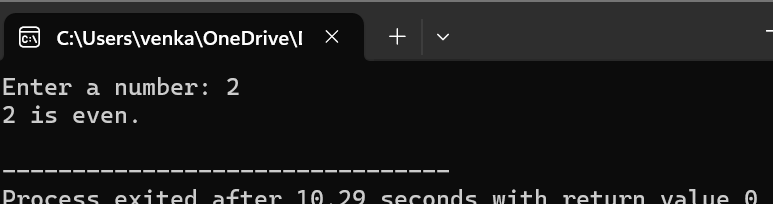 C:\Users\venka\OneDrive\I
Enter a number: 2
2 is even.
--------------------------------
Process exited after 10.29 seconds with return value 0